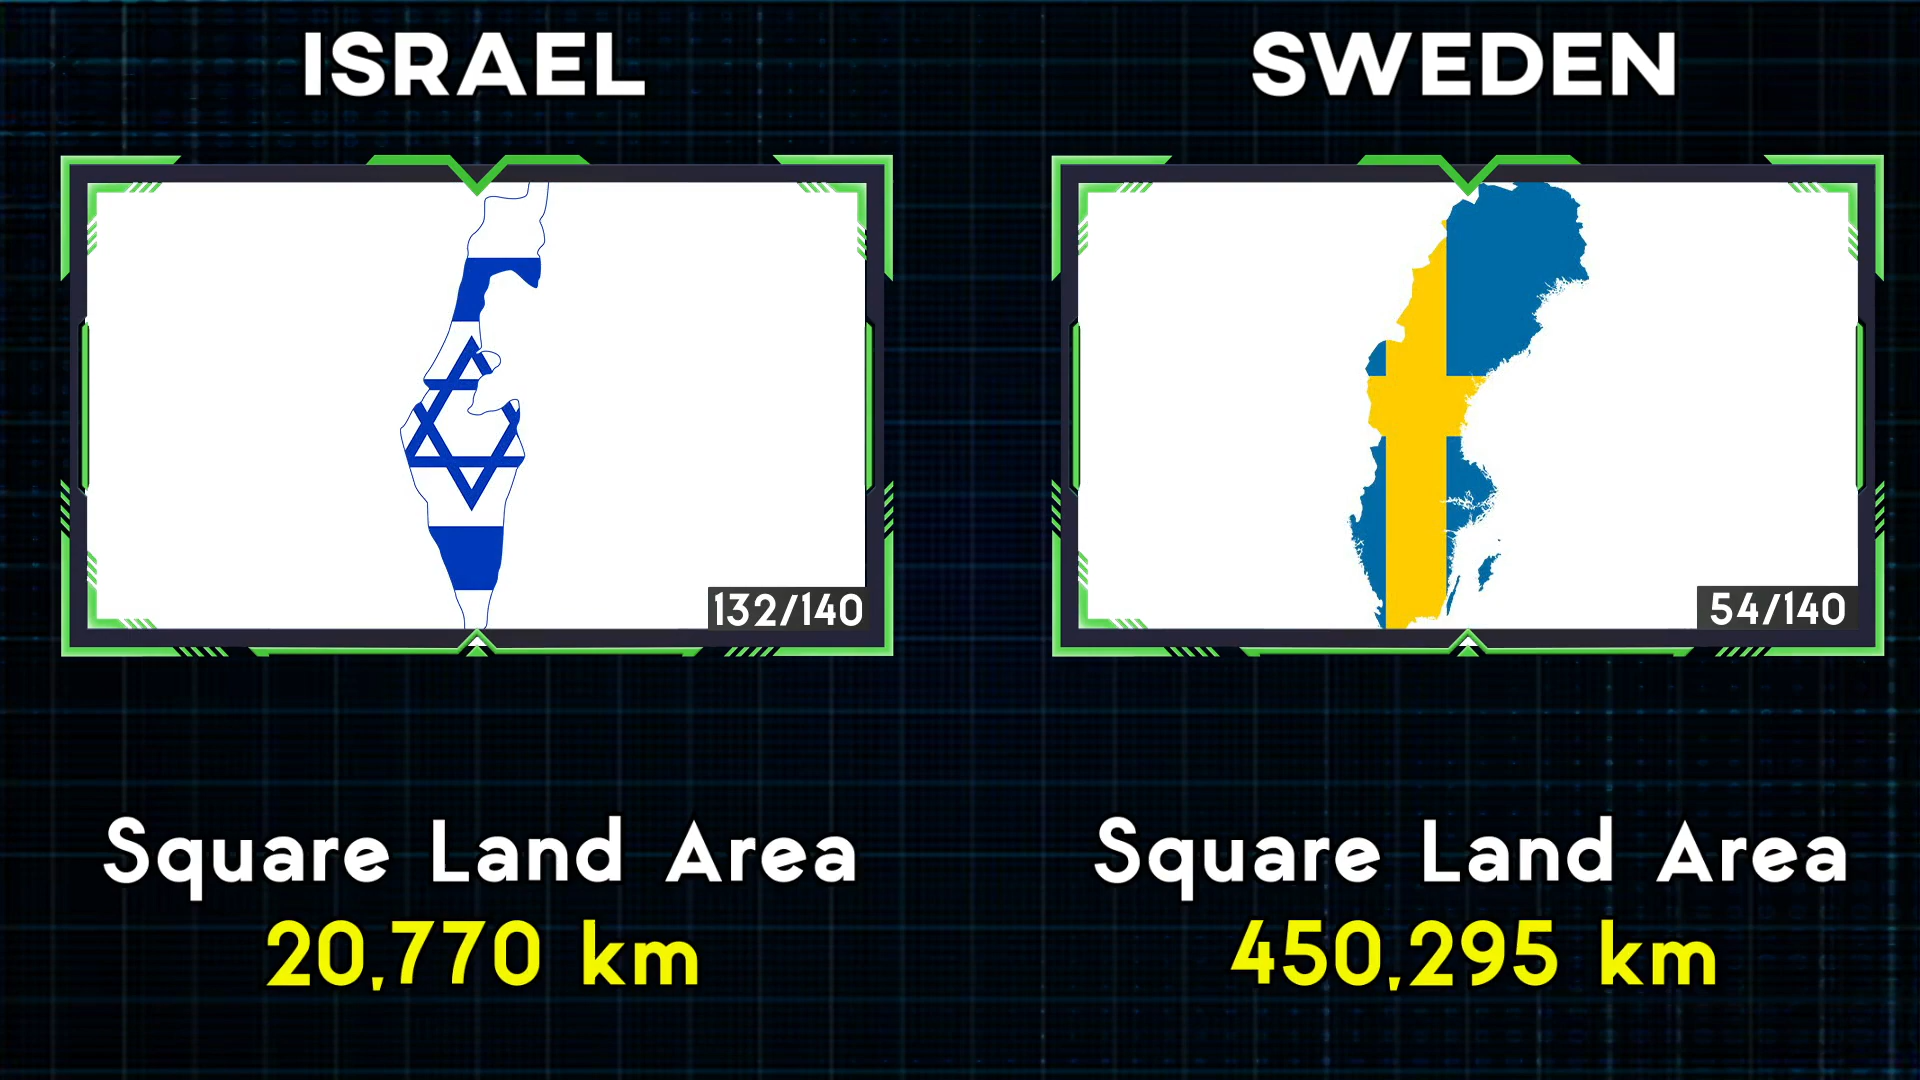 ISRAEL
SWEDEN
132/140
54/140
Square Land Area
20,770 km
Square Land Area
450,295 km